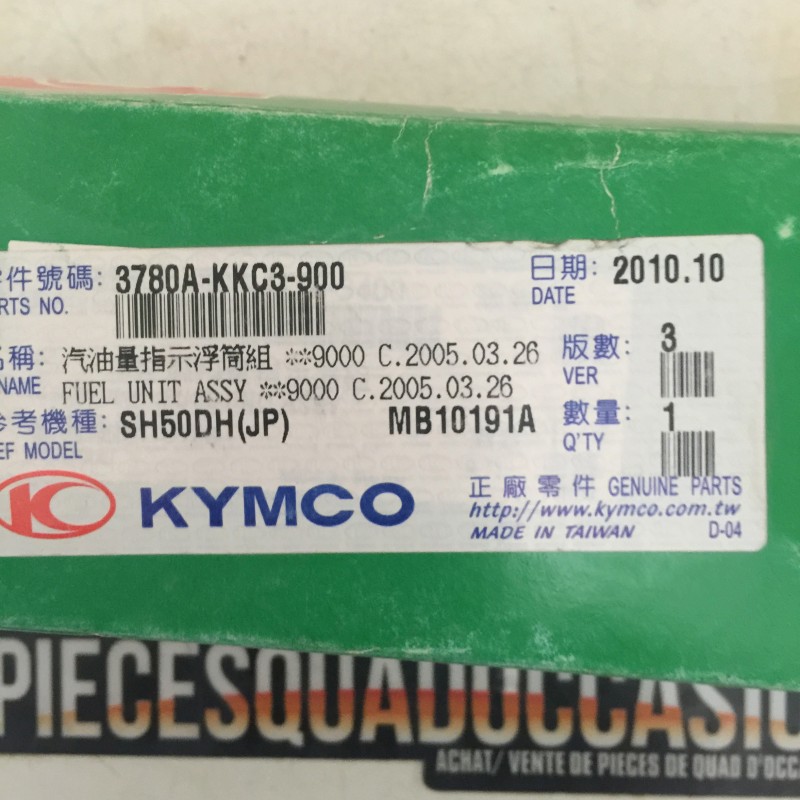 件號碼: 3780A-KKC3-900
RTS NO.
日期: 2010.10
DATE
稱: 汽油量指示浮筒組 **9000 C.2005.03.26
NAME FUEL UNIT ASSY **9000 C.2005.03.26
版數: 3
VER
參考機種: SH50DH(JP) MB10191A
EF MODEL
數量: 1
Q'TY
KYMCO
正廠零件 GENUINE PARTS
http://www.kymco.com.tw
MADE IN TAIWAN D-04
PIECESQUADOCCASIO
ACHAT/ VENTE DE PIECES DE QUAD D'OCC